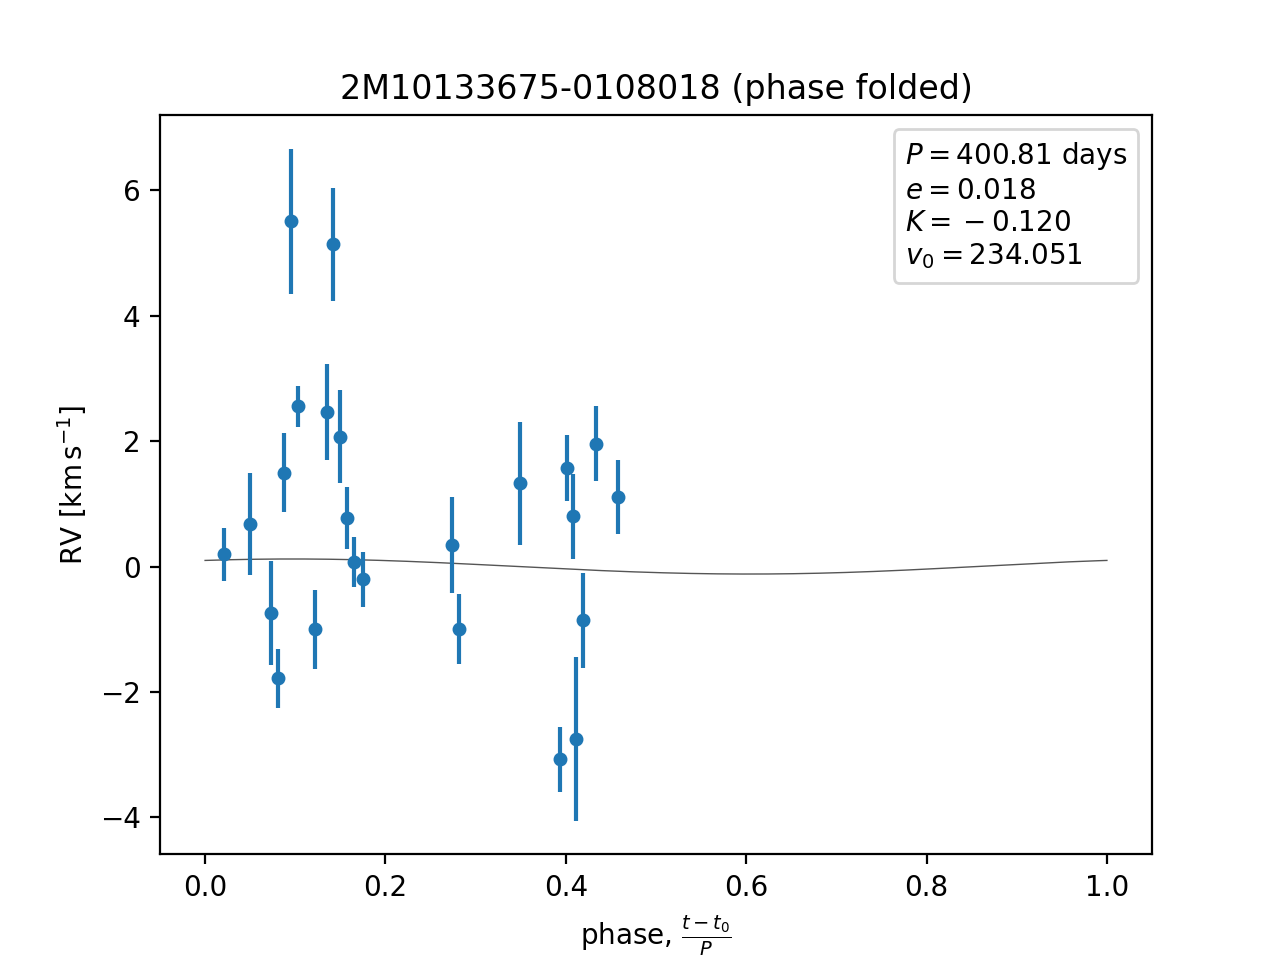 2M10133675-0108018 (phase folded)
P = 400.81 days
e = 0.018
K = −0.120
v₀ = 234.051
RV [km s⁻¹]
6
4
2
0
−2
−4
0.0 0.2 0.4 0.6 0.8 1.0
phase, (t − t₀)/P